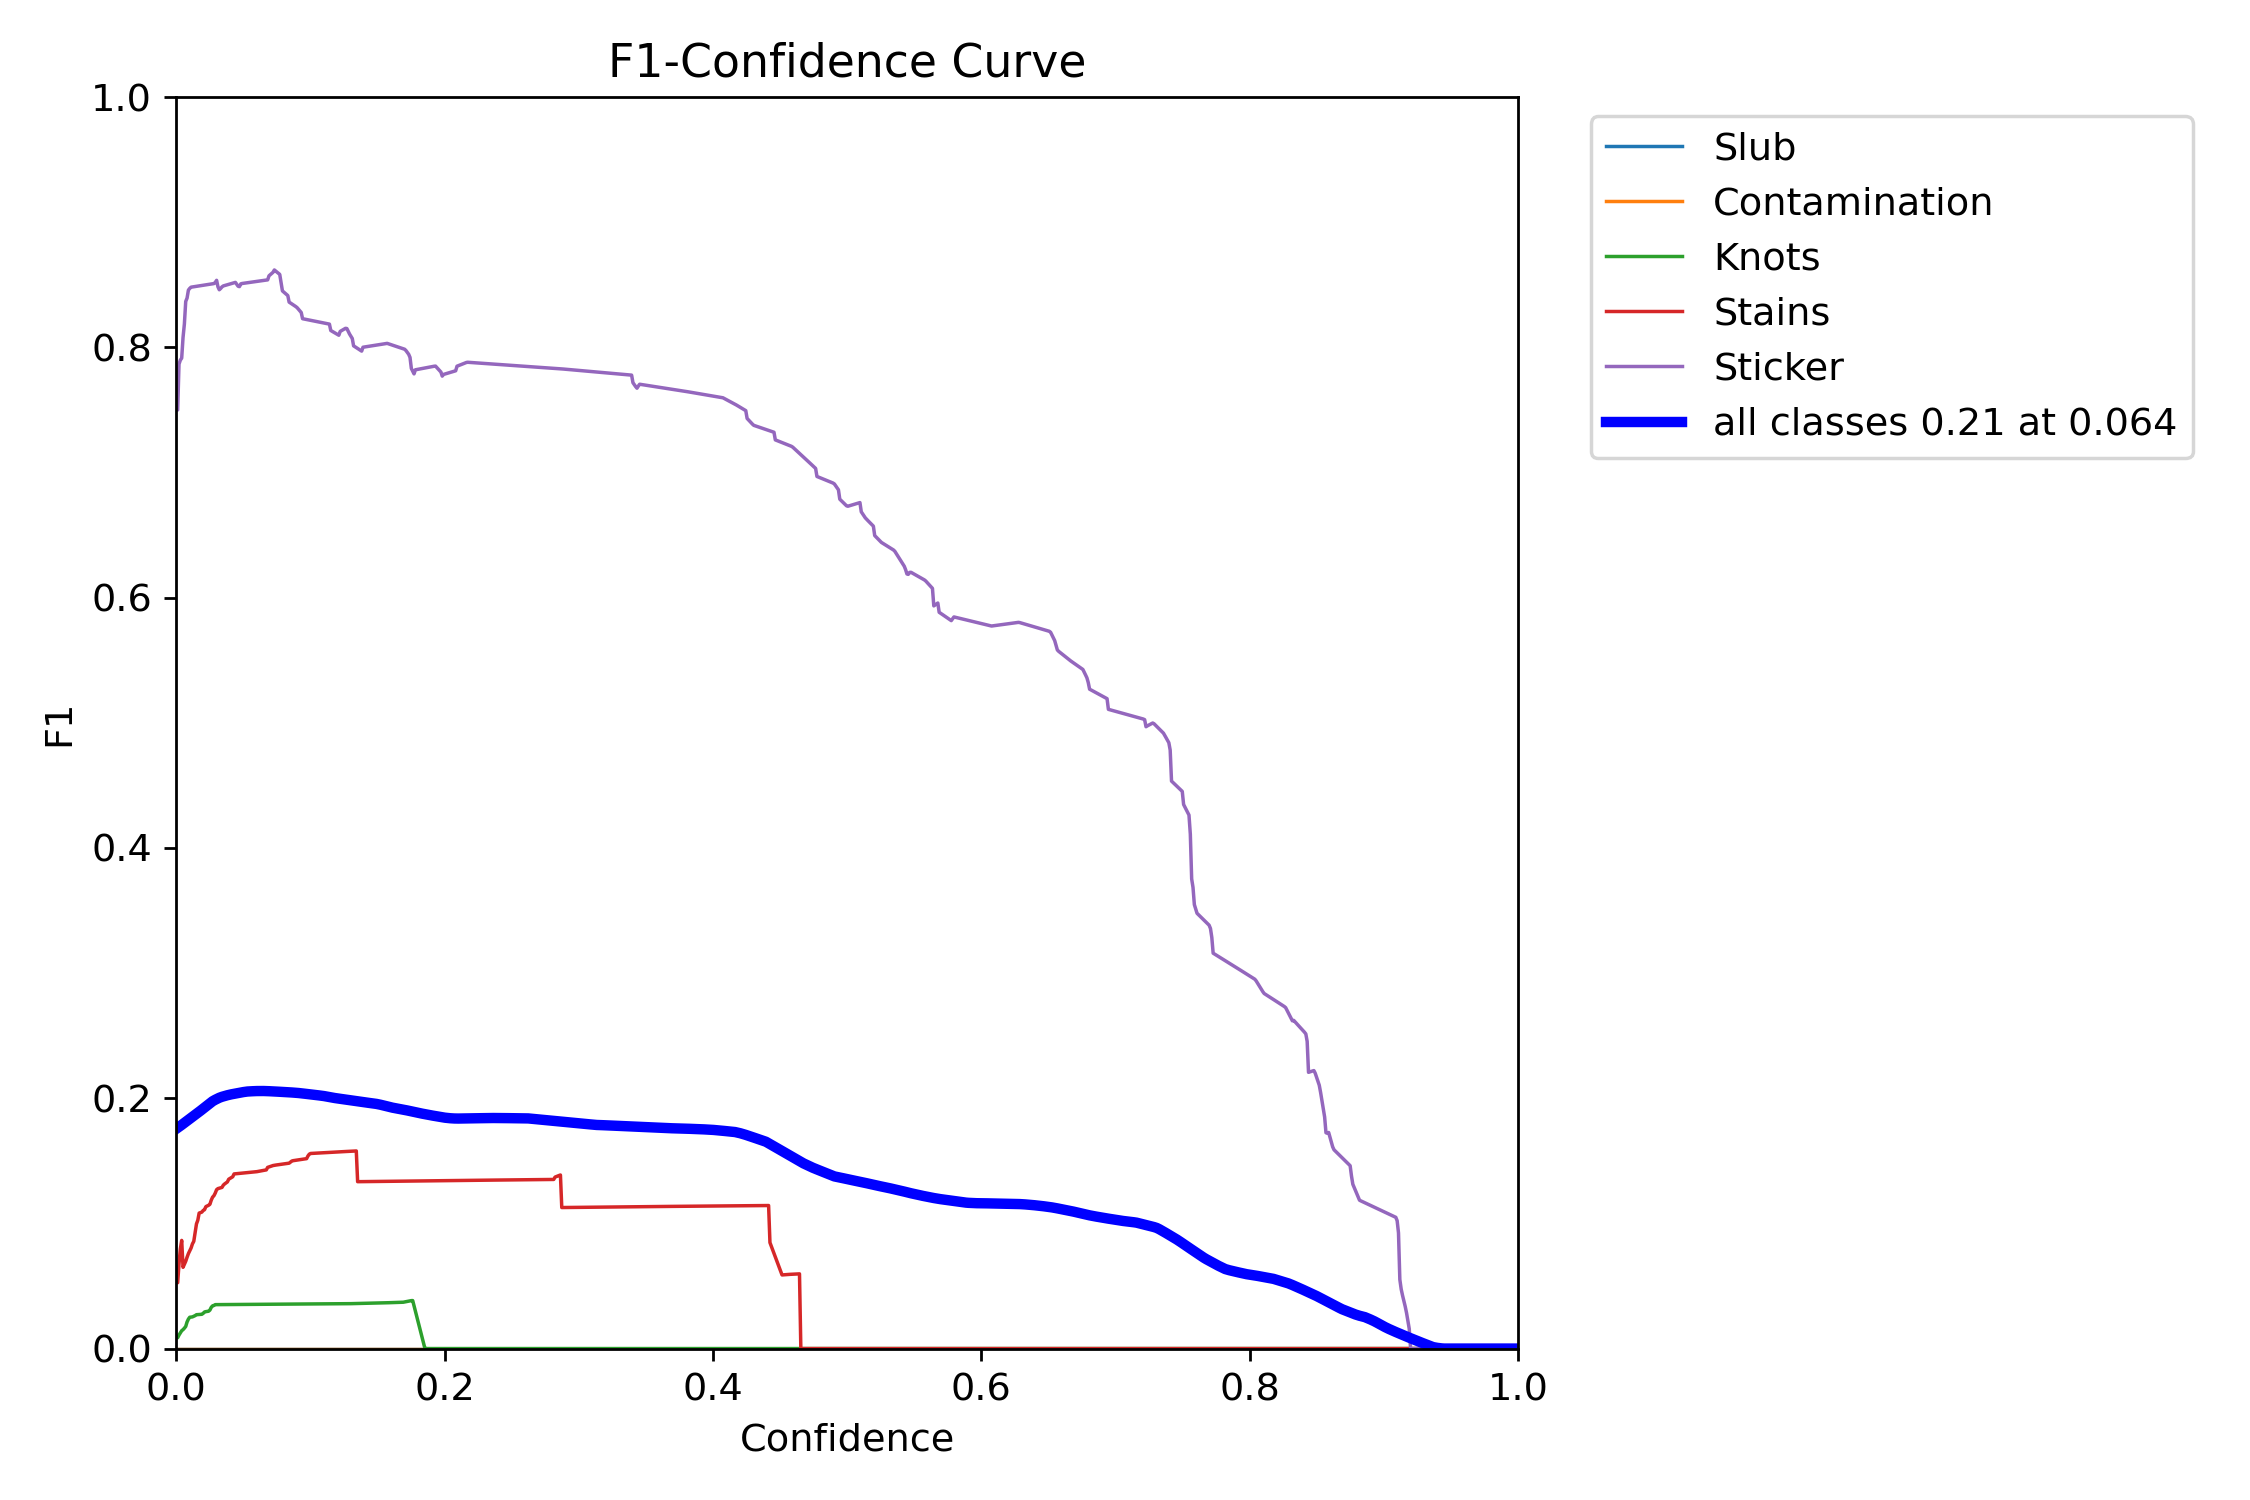 F1-Confidence Curve
1.0
0.8
0.6
0.4
0.2
0.0
F1
0.0 0.2 0.4 0.6 0.8 1.0
Confidence
Slub
Contamination
Knots
Stains
Sticker
all classes 0.21 at 0.064